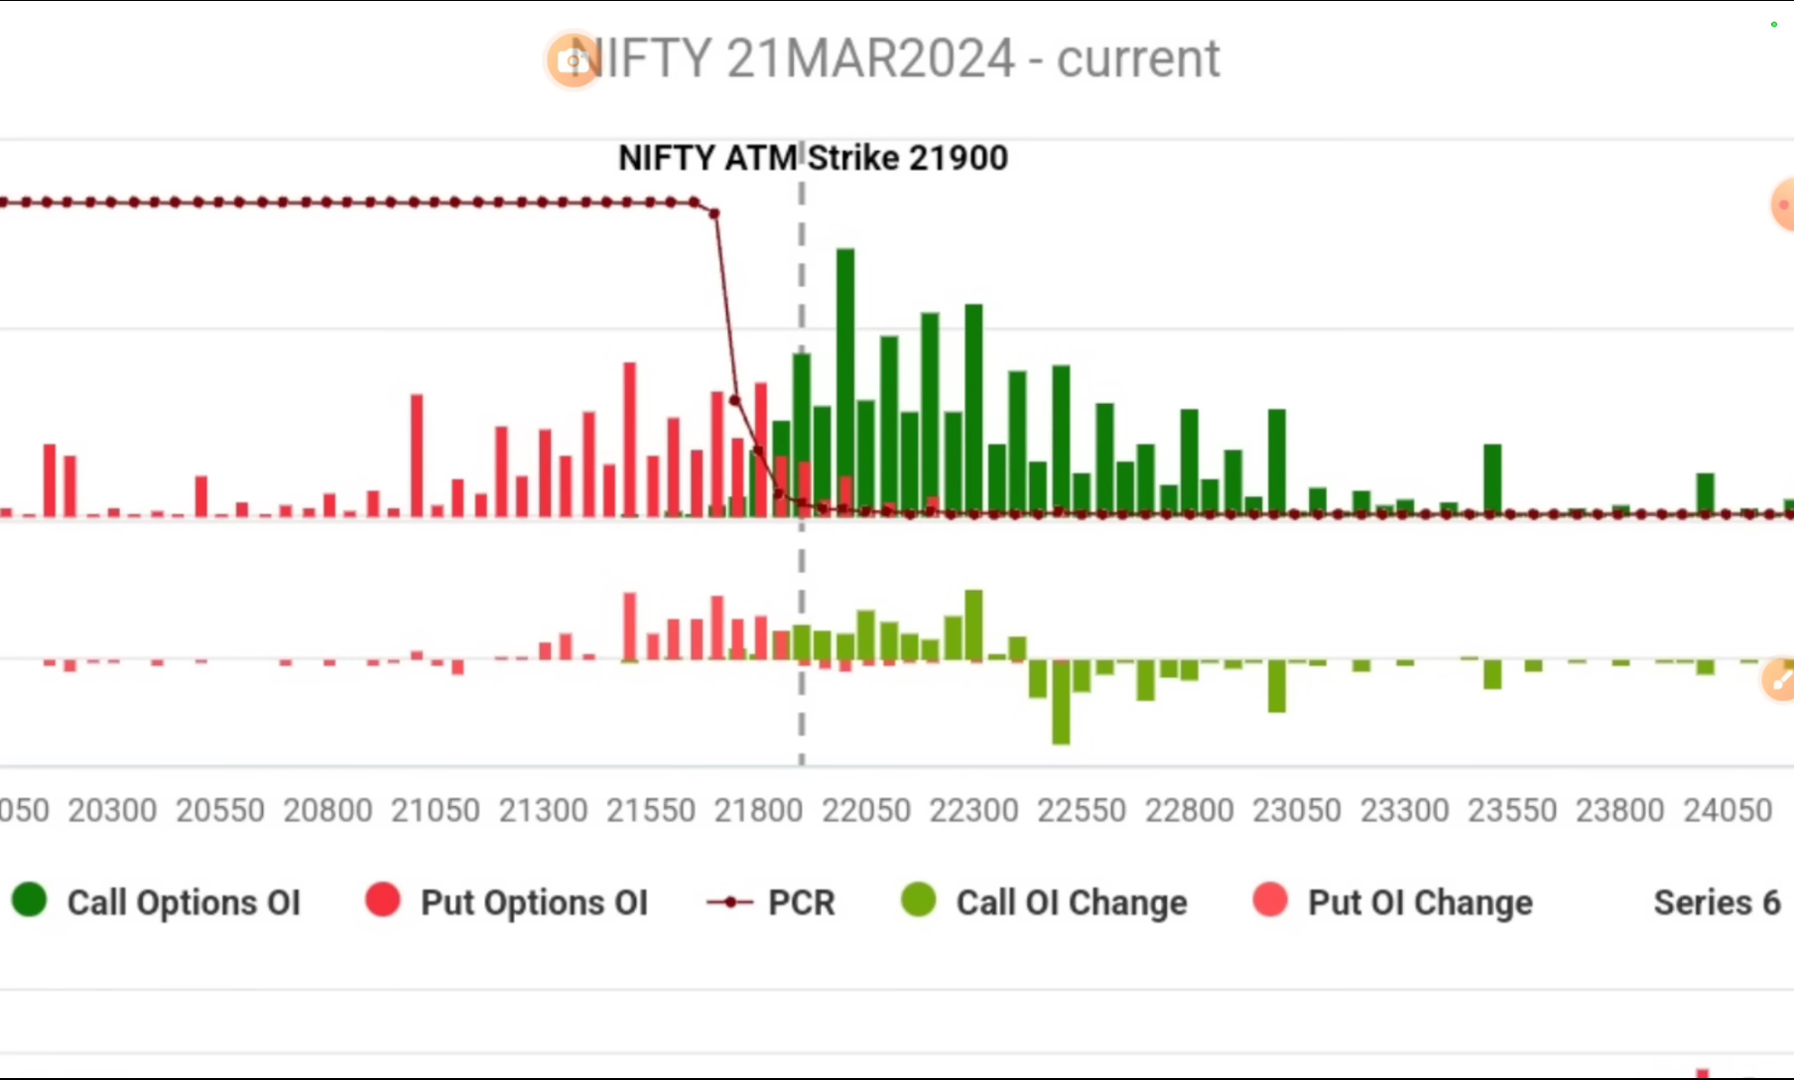 NIFTY 21MAR2024 - current
NIFTY ATM Strike 21900
050 20300 20550 20800 21050 21300 21550 21800 22050 22300 22550 22800 23050 23300 23550 23800 24050
Call Options OI Put Options OI PCR Call OI Change Put OI Change Series 6